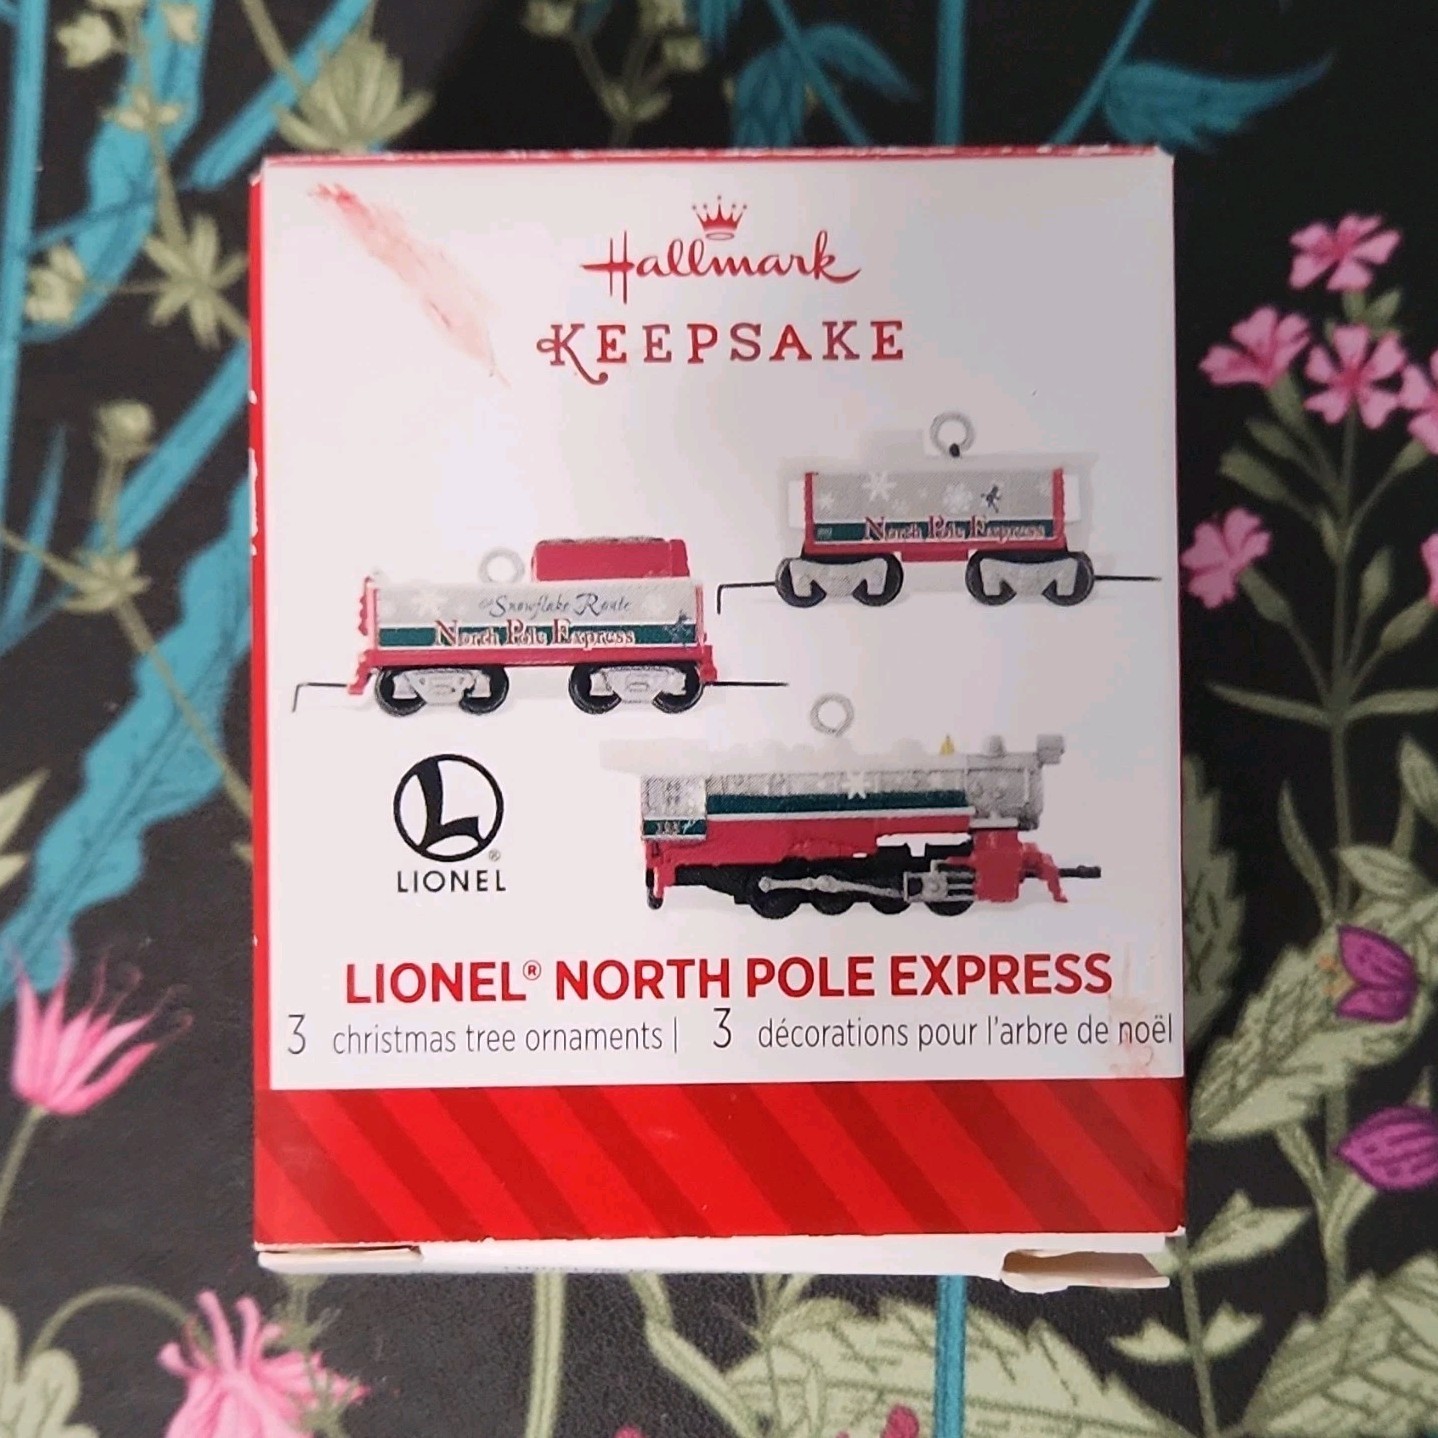 Hallmark
KEEPSAKE
North Pole Express
Snowflake Route
North Pole Express
L
®
LIONEL
LIONEL® NORTH POLE EXPRESS
3 christmas tree ornaments | 3 décorations pour l'arbre de noël